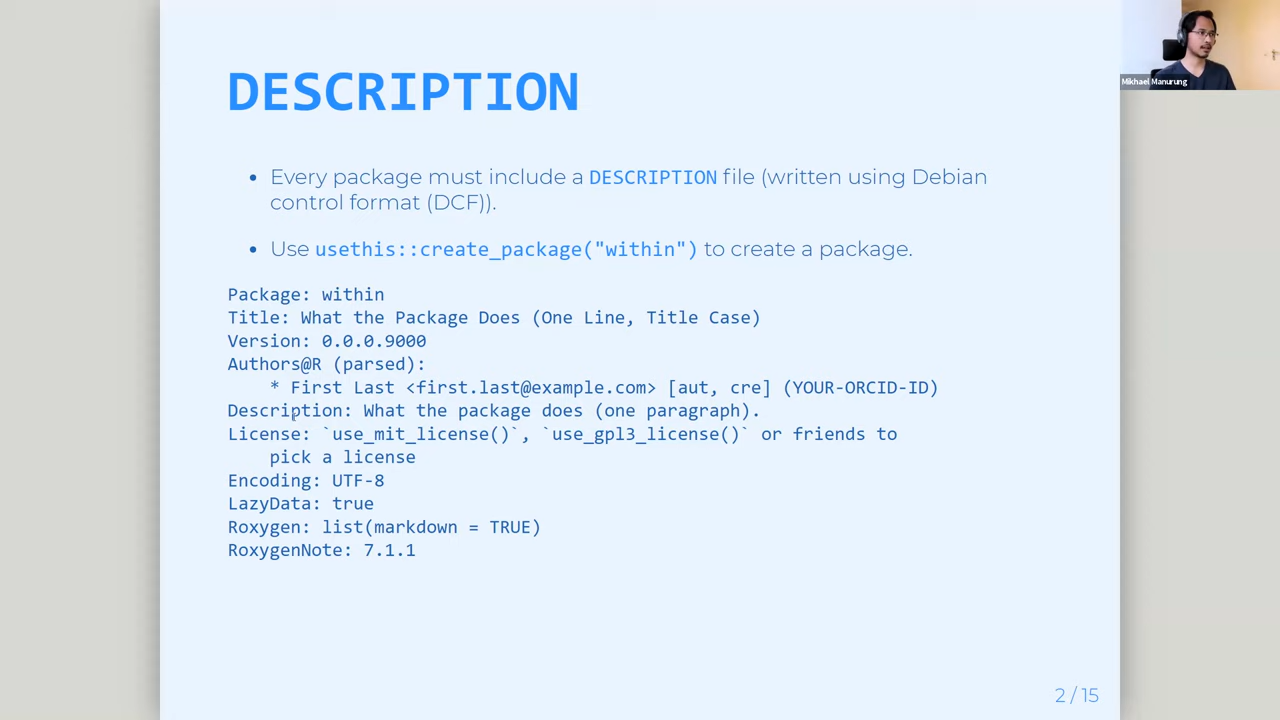 DESCRIPTION
Mikhael Manurung
• Every package must include a DESCRIPTION file (written using Debian
control format (DCF)).
• Use usethis::create_package("within") to create a package.
Package: within
Title: What the Package Does (One Line, Title Case)
Version: 0.0.0.9000
Authors@R (parsed):
    * First Last <first.last@example.com> [aut, cre] (YOUR-ORCID-ID)
Description: What the package does (one paragraph).
License: `use_mit_license()`, `use_gpl3_license()` or friends to
    pick a license
Encoding: UTF-8
LazyData: true
Roxygen: list(markdown = TRUE)
RoxygenNote: 7.1.1
2 / 15